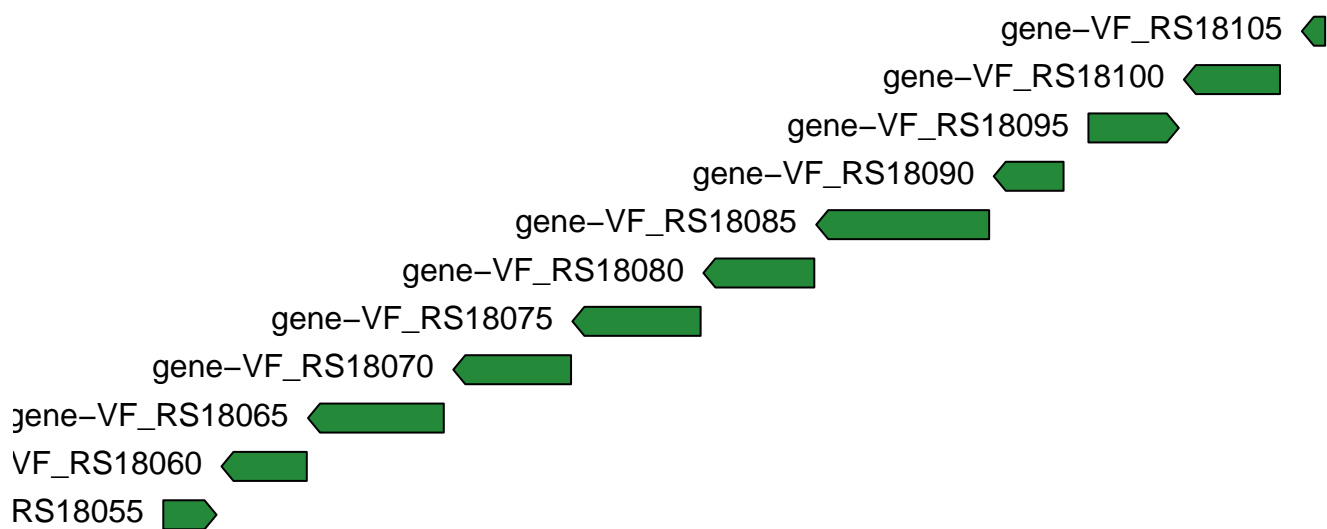 gene−VF_RS18105
gene−VF_RS18100
gene−VF_RS18095
gene−VF_RS18090
gene−VF_RS18085
gene−VF_RS18080
gene−VF_RS18075
gene−VF_RS18070
gene−VF_RS18065
VF_RS18060
RS18055